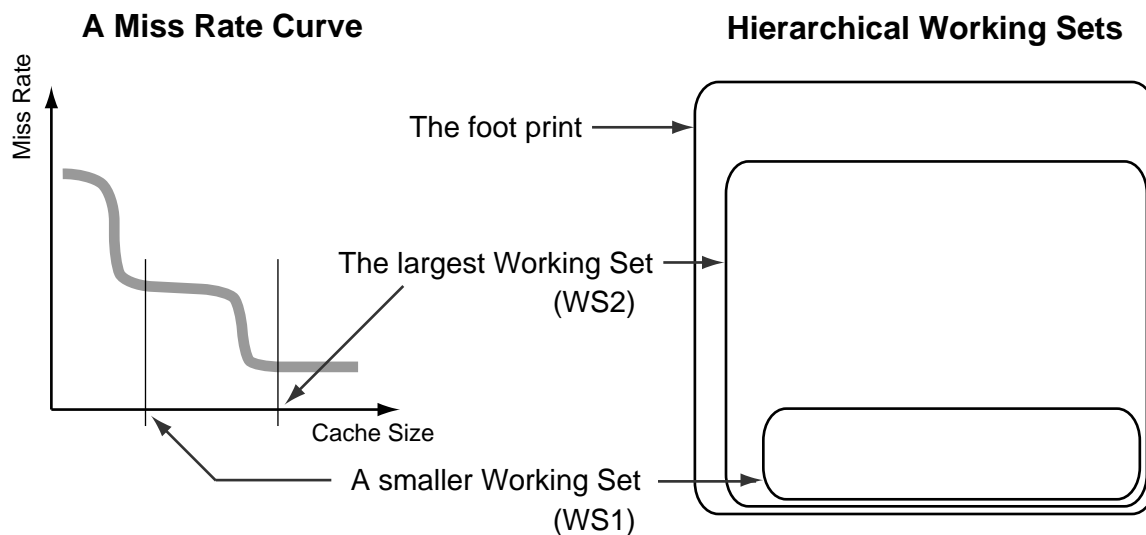 A Miss Rate Curve
Hierarchical Working Sets
Miss Rate
The foot print
The largest Working Set
(WS2)
Cache Size
A smaller Working Set
(WS1)